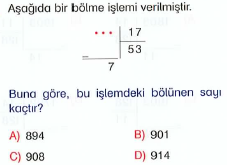 Aşağıda bir bölme işlemi verilmiştir.
••• 17
53
–
7
Buna göre, bu işlemdeki bölünen sayı
kaçtır?
A) 894 B) 901
C) 908 D) 914